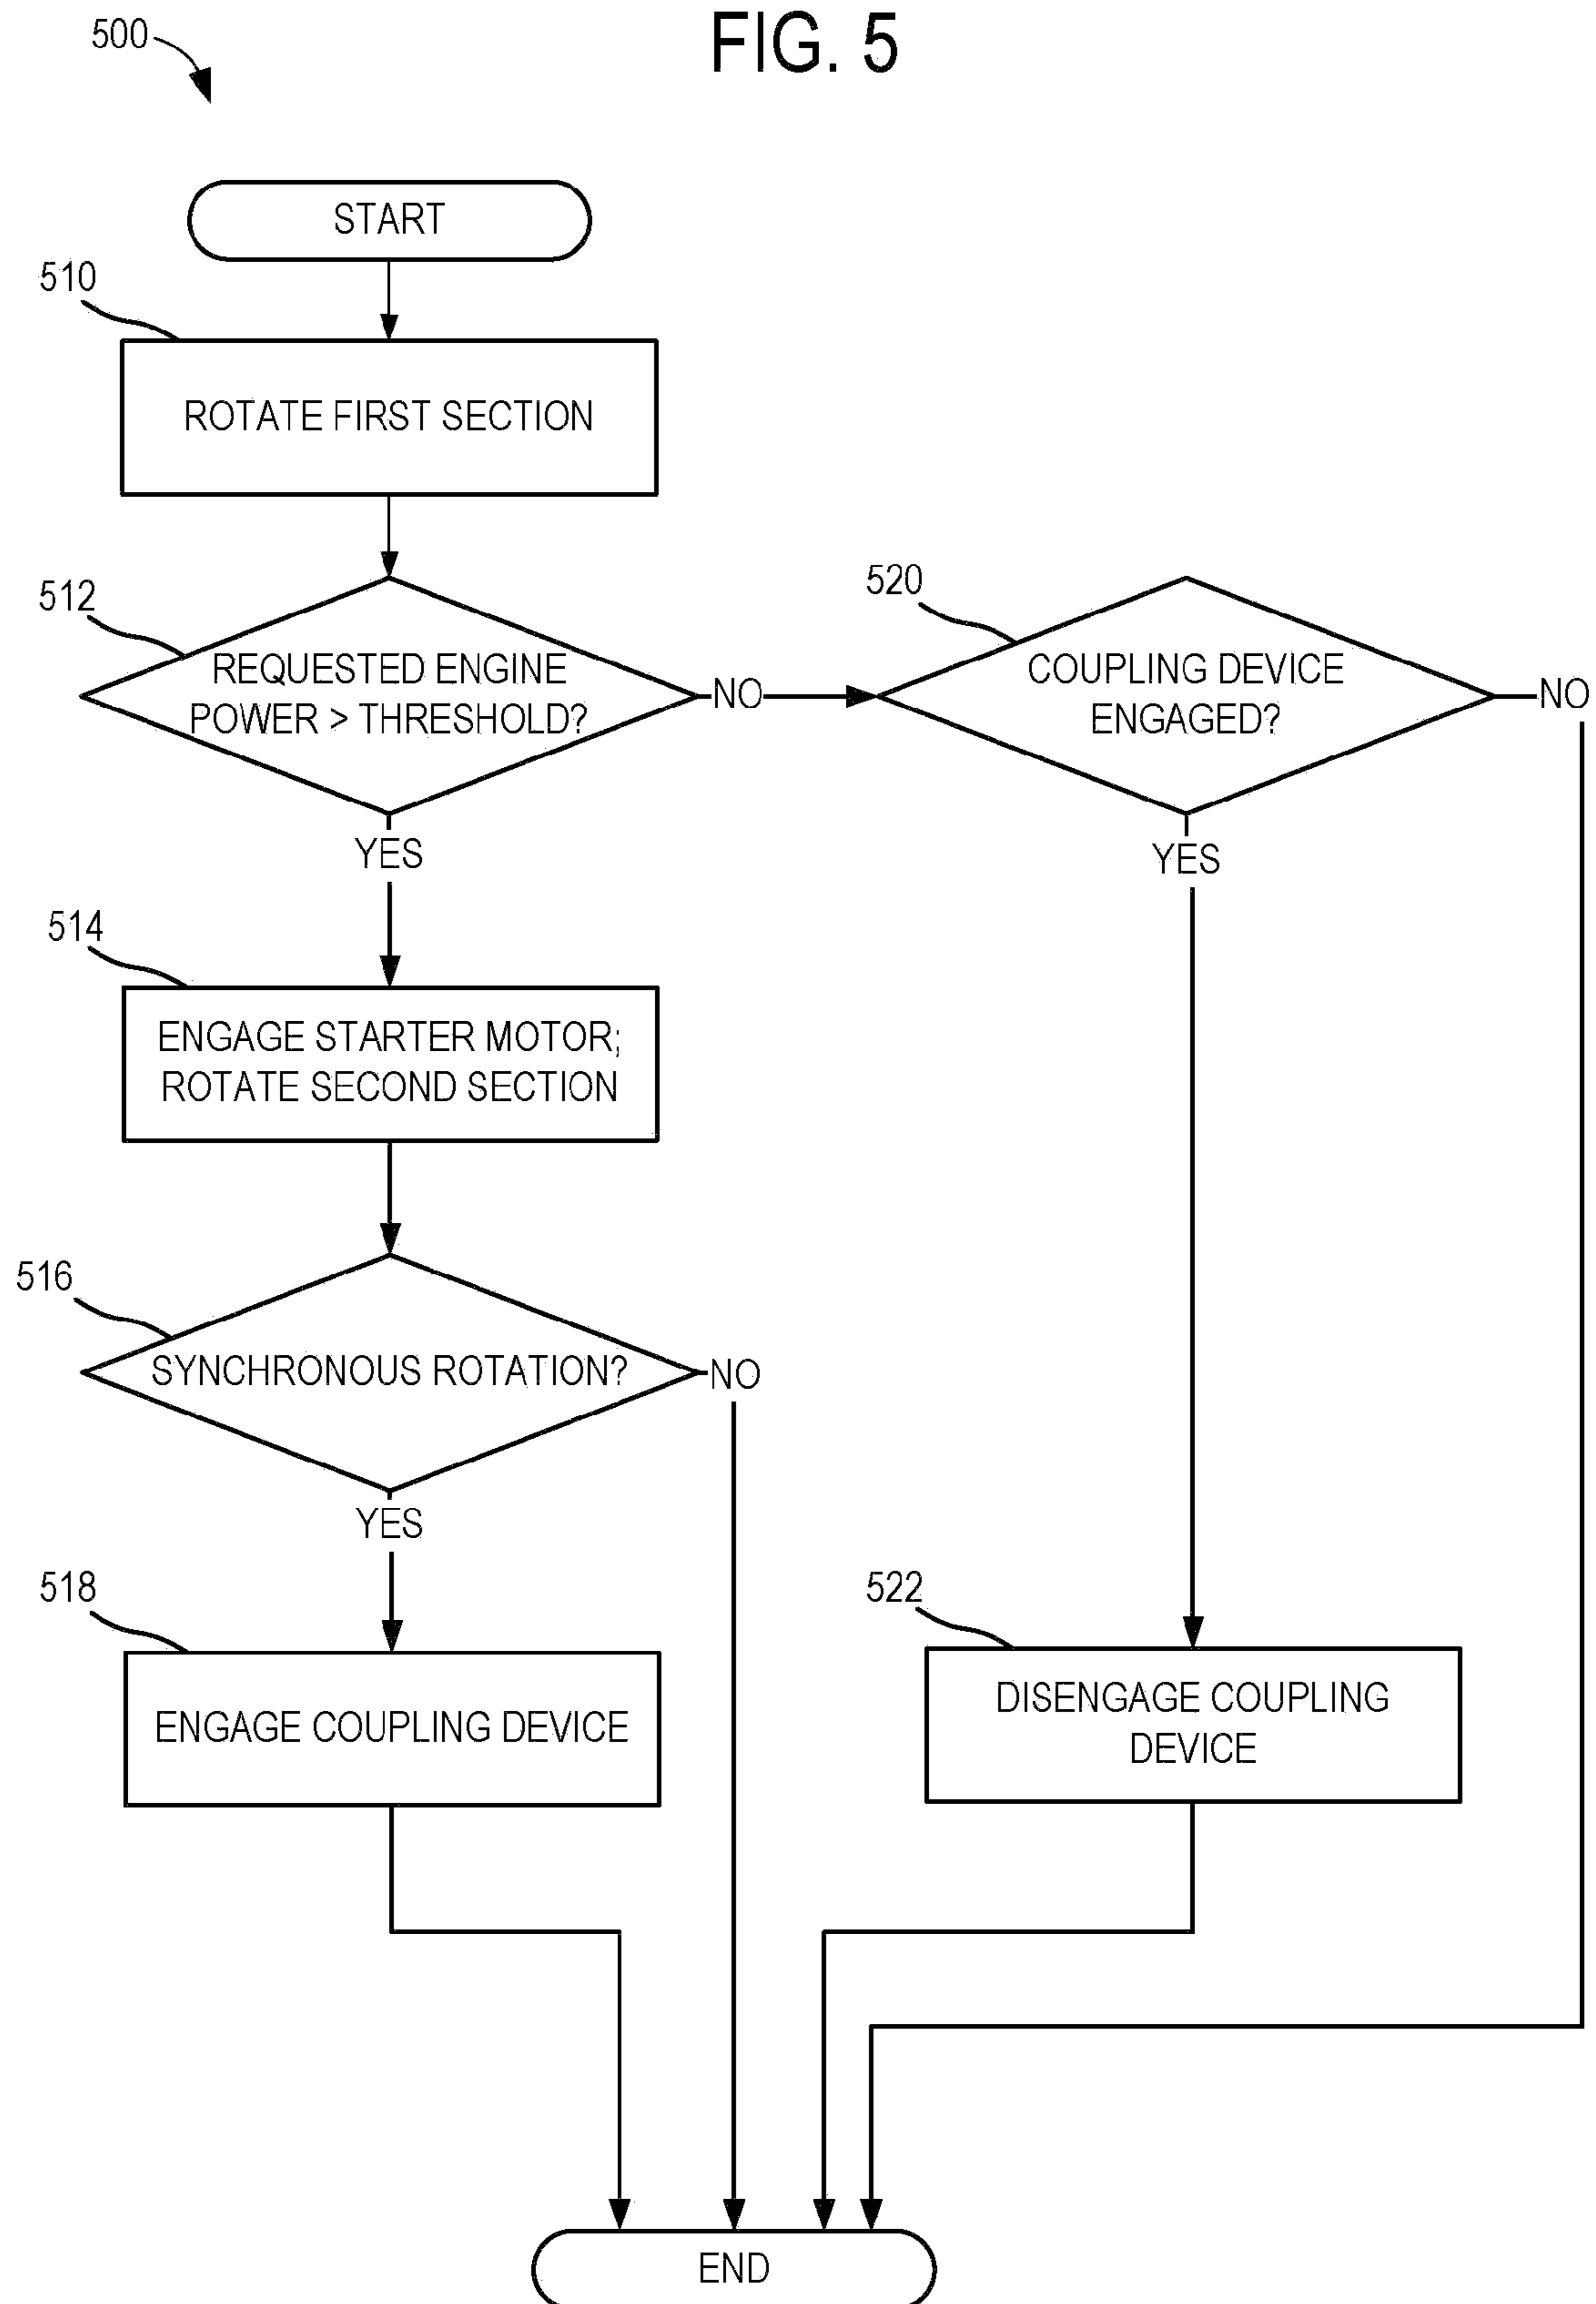 FIG. 5
500
START
510
ROTATE FIRST SECTION
512
REQUESTED ENGINE
POWER > THRESHOLD?
NO
520
COUPLING DEVICE
ENGAGED?
NO
YES
YES
514
ENGAGE STARTER MOTOR;
ROTATE SECOND SECTION
516
SYNCHRONOUS ROTATION?
NO
YES
518
ENGAGE COUPLING DEVICE
522
DISENGAGE COUPLING
DEVICE
END